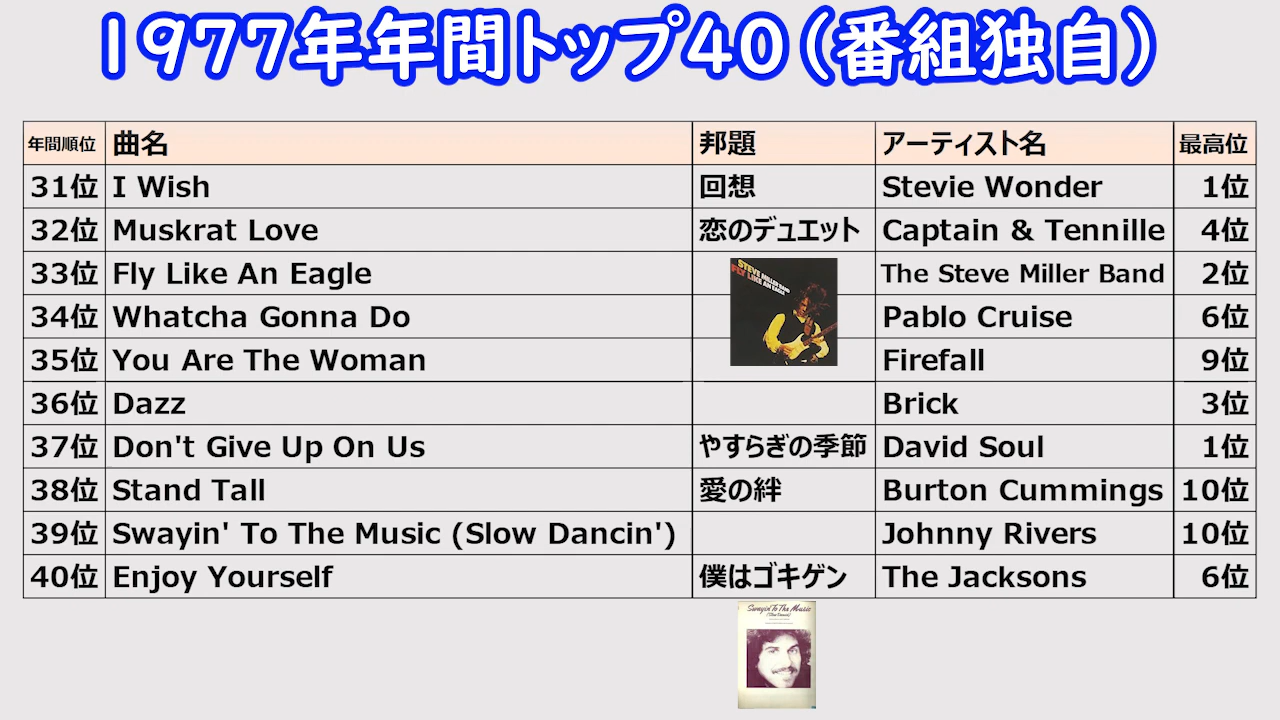 1977年年間トップ40(番組独自)
年間順位 曲名 邦題 アーティスト名 最高位
31位 I Wish 回想 Stevie Wonder 1位
32位 Muskrat Love 恋のデュエット Captain & Tennille 4位
33位 Fly Like An Eagle The Steve Miller Band 2位
STEVE MILLER BAND
FLY LIKE AN EAGLE
34位 Whatcha Gonna Do Pablo Cruise 6位
35位 You Are The Woman Firefall 9位
36位 Dazz Brick 3位
37位 Don't Give Up On Us やすらぎの季節 David Soul 1位
38位 Stand Tall 愛の絆 Burton Cummings 10位
39位 Swayin' To The Music (Slow Dancin') Johnny Rivers 10位
40位 Enjoy Yourself 僕はゴキゲン The Jacksons 6位
Swayin' To The Music
(Slow Dancin')